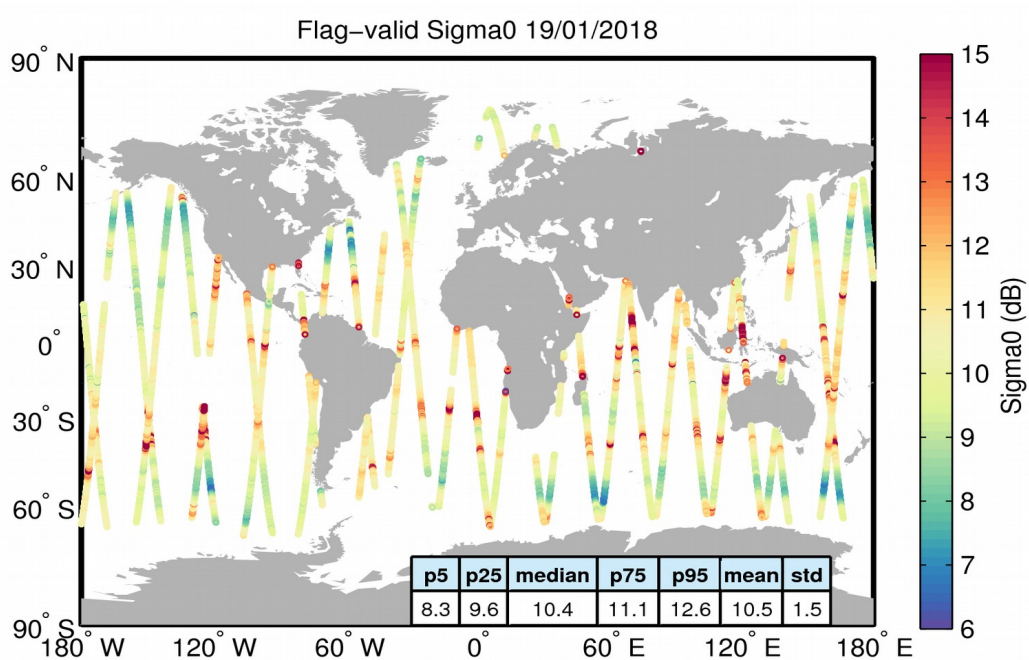 Flag−valid Sigma0 19/01/2018
90° N
60° N
30° N
0°
30° S
60° S
90° S
180° W
120° W
60° W
0°
60° E
120° E
180° E
15
14
13
12
11
10
9
8
7
6
Sigma0 (dB)
p5 p25 median p75 p95 mean std
8.3 9.6 10.4 11.1 12.6 10.5 1.5